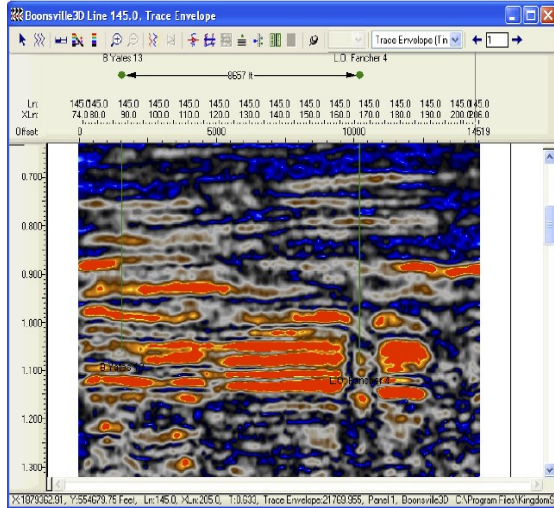 Boonsville3D Line 145.0, Trace Envelope
Trace Envelope (Tn
1
B Yates 13
L.O. Fancher 4
8657 ft
Ln: 145.0 145.0 145.0 145.0 145.0 145.0 145.0 145.0 145.0 145.0 145.0 145.0 145.0 145.0
XLn: 74.0 80.0 90.0 100.0 110.0 120.0 130.0 140.0 150.0 160.0 170.0 180.0 190.0 200.0 206.0
Offset: 0 5000 10000 14519
0.700
0.800
0.900
1.000
1.100
B Yates 13
L.O. Fancher 4
1.200
1.300
X:1079362.91, Y:554679.75 Feet, Ln:145.0, XLn:205.0, T:0.633, Trace Envelope:21769.955, Panel 1, Boonsville3D C:\Program Files\KingdomS